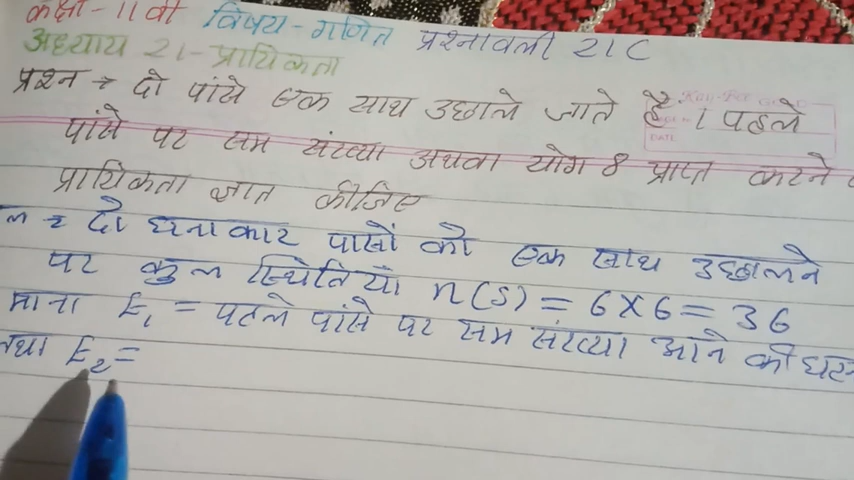 कक्षा - 11वी विषय - गणित प्रश्नावली 21C
अध्याय 21 - प्रायिकता
प्रश्न → दो पांसे एक साथ उछाले जाते हैं । पहले
पांसे पर सम संख्या अथवा योग 8 प्राप्त करने
प्रायिकता ज्ञात कीजिए
दो घनाकार पासों को एक साथ उछालने
पर कुल स्थितियाँ n(S) = 6×6 = 36
माना E₁ = पहले पांसे पर सम संख्या आने की
तथा E₂ =
DATE